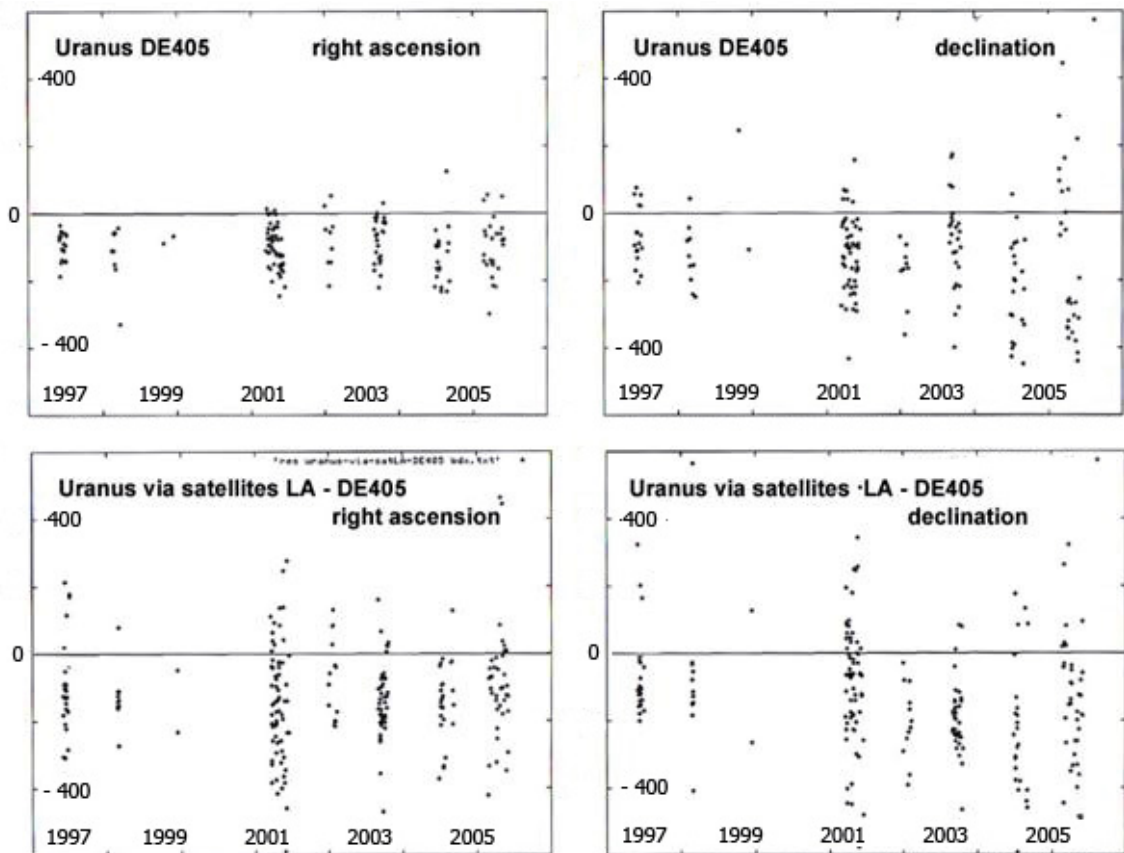 Uranus DE405 right ascension
·400
0
- 400
1997 1999 2001 2003 2005
Uranus DE405 declination
·400
0
- 400
1997 1999 2001 2003 2005
Uranus via satellites LA - DE405
right ascension
·400
0
- 400
1997 1999 2001 2003 2005
Uranus via satellites ·LA - DE405
declination
·400
0
- 400
1997 1999 2001 2003 2005